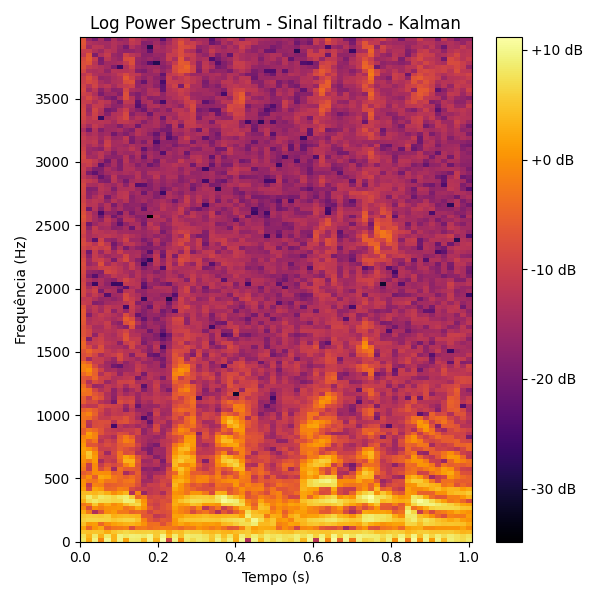 Log Power Spectrum - Sinal filtrado - Kalman
Frequência (Hz)
3500
3000
2500
2000
1500
1000
500
0
0.0 0.2 0.4 0.6 0.8 1.0
Tempo (s)
+10 dB
+0 dB
-10 dB
-20 dB
-30 dB